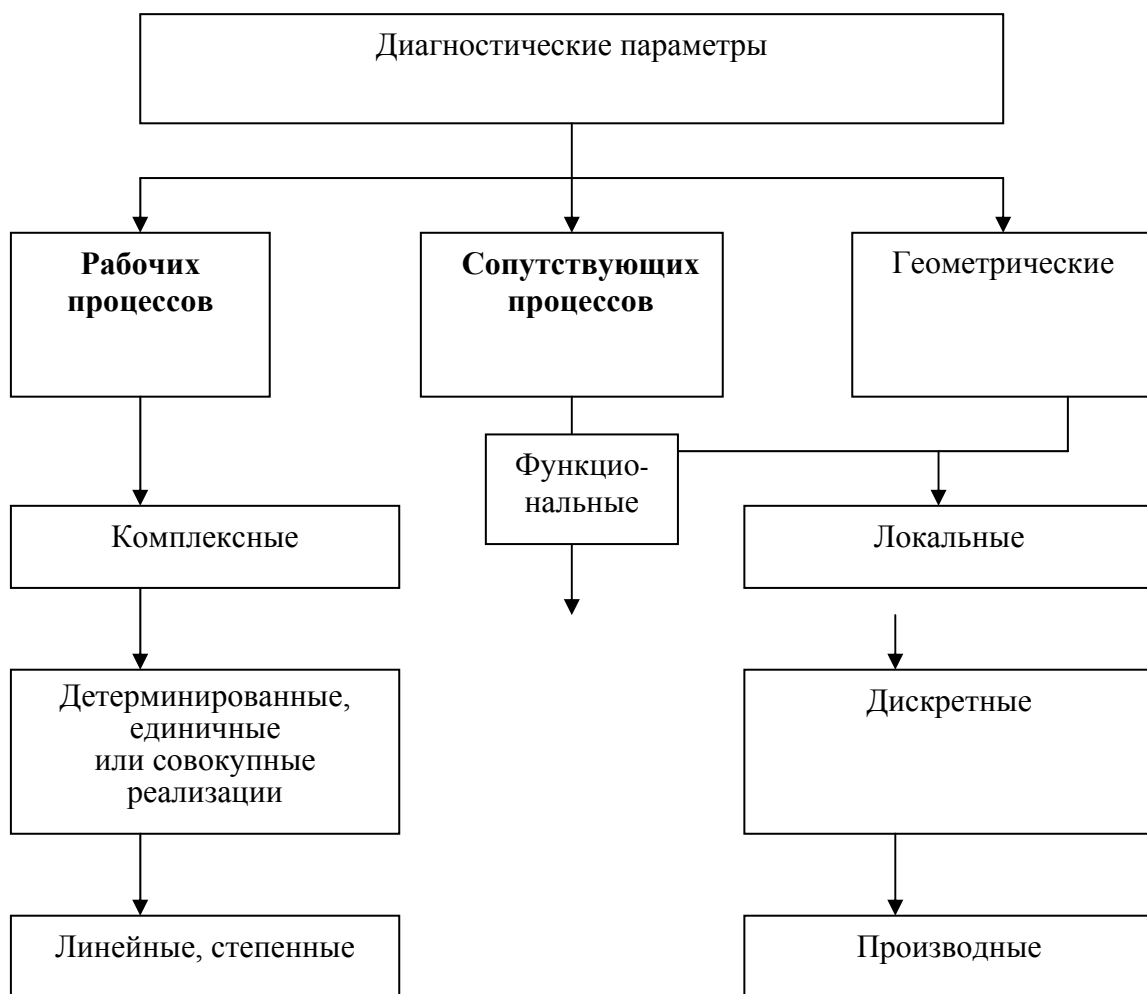 Диагностические параметры
Рабочих
процессов
Сопутствующих
процессов
Геометрические
Функцио-
нальные
Комплексные
Локальные
Детерминированные,
единичные
или совокупные
реализации
Дискретные
Линейные, степенные
Производные